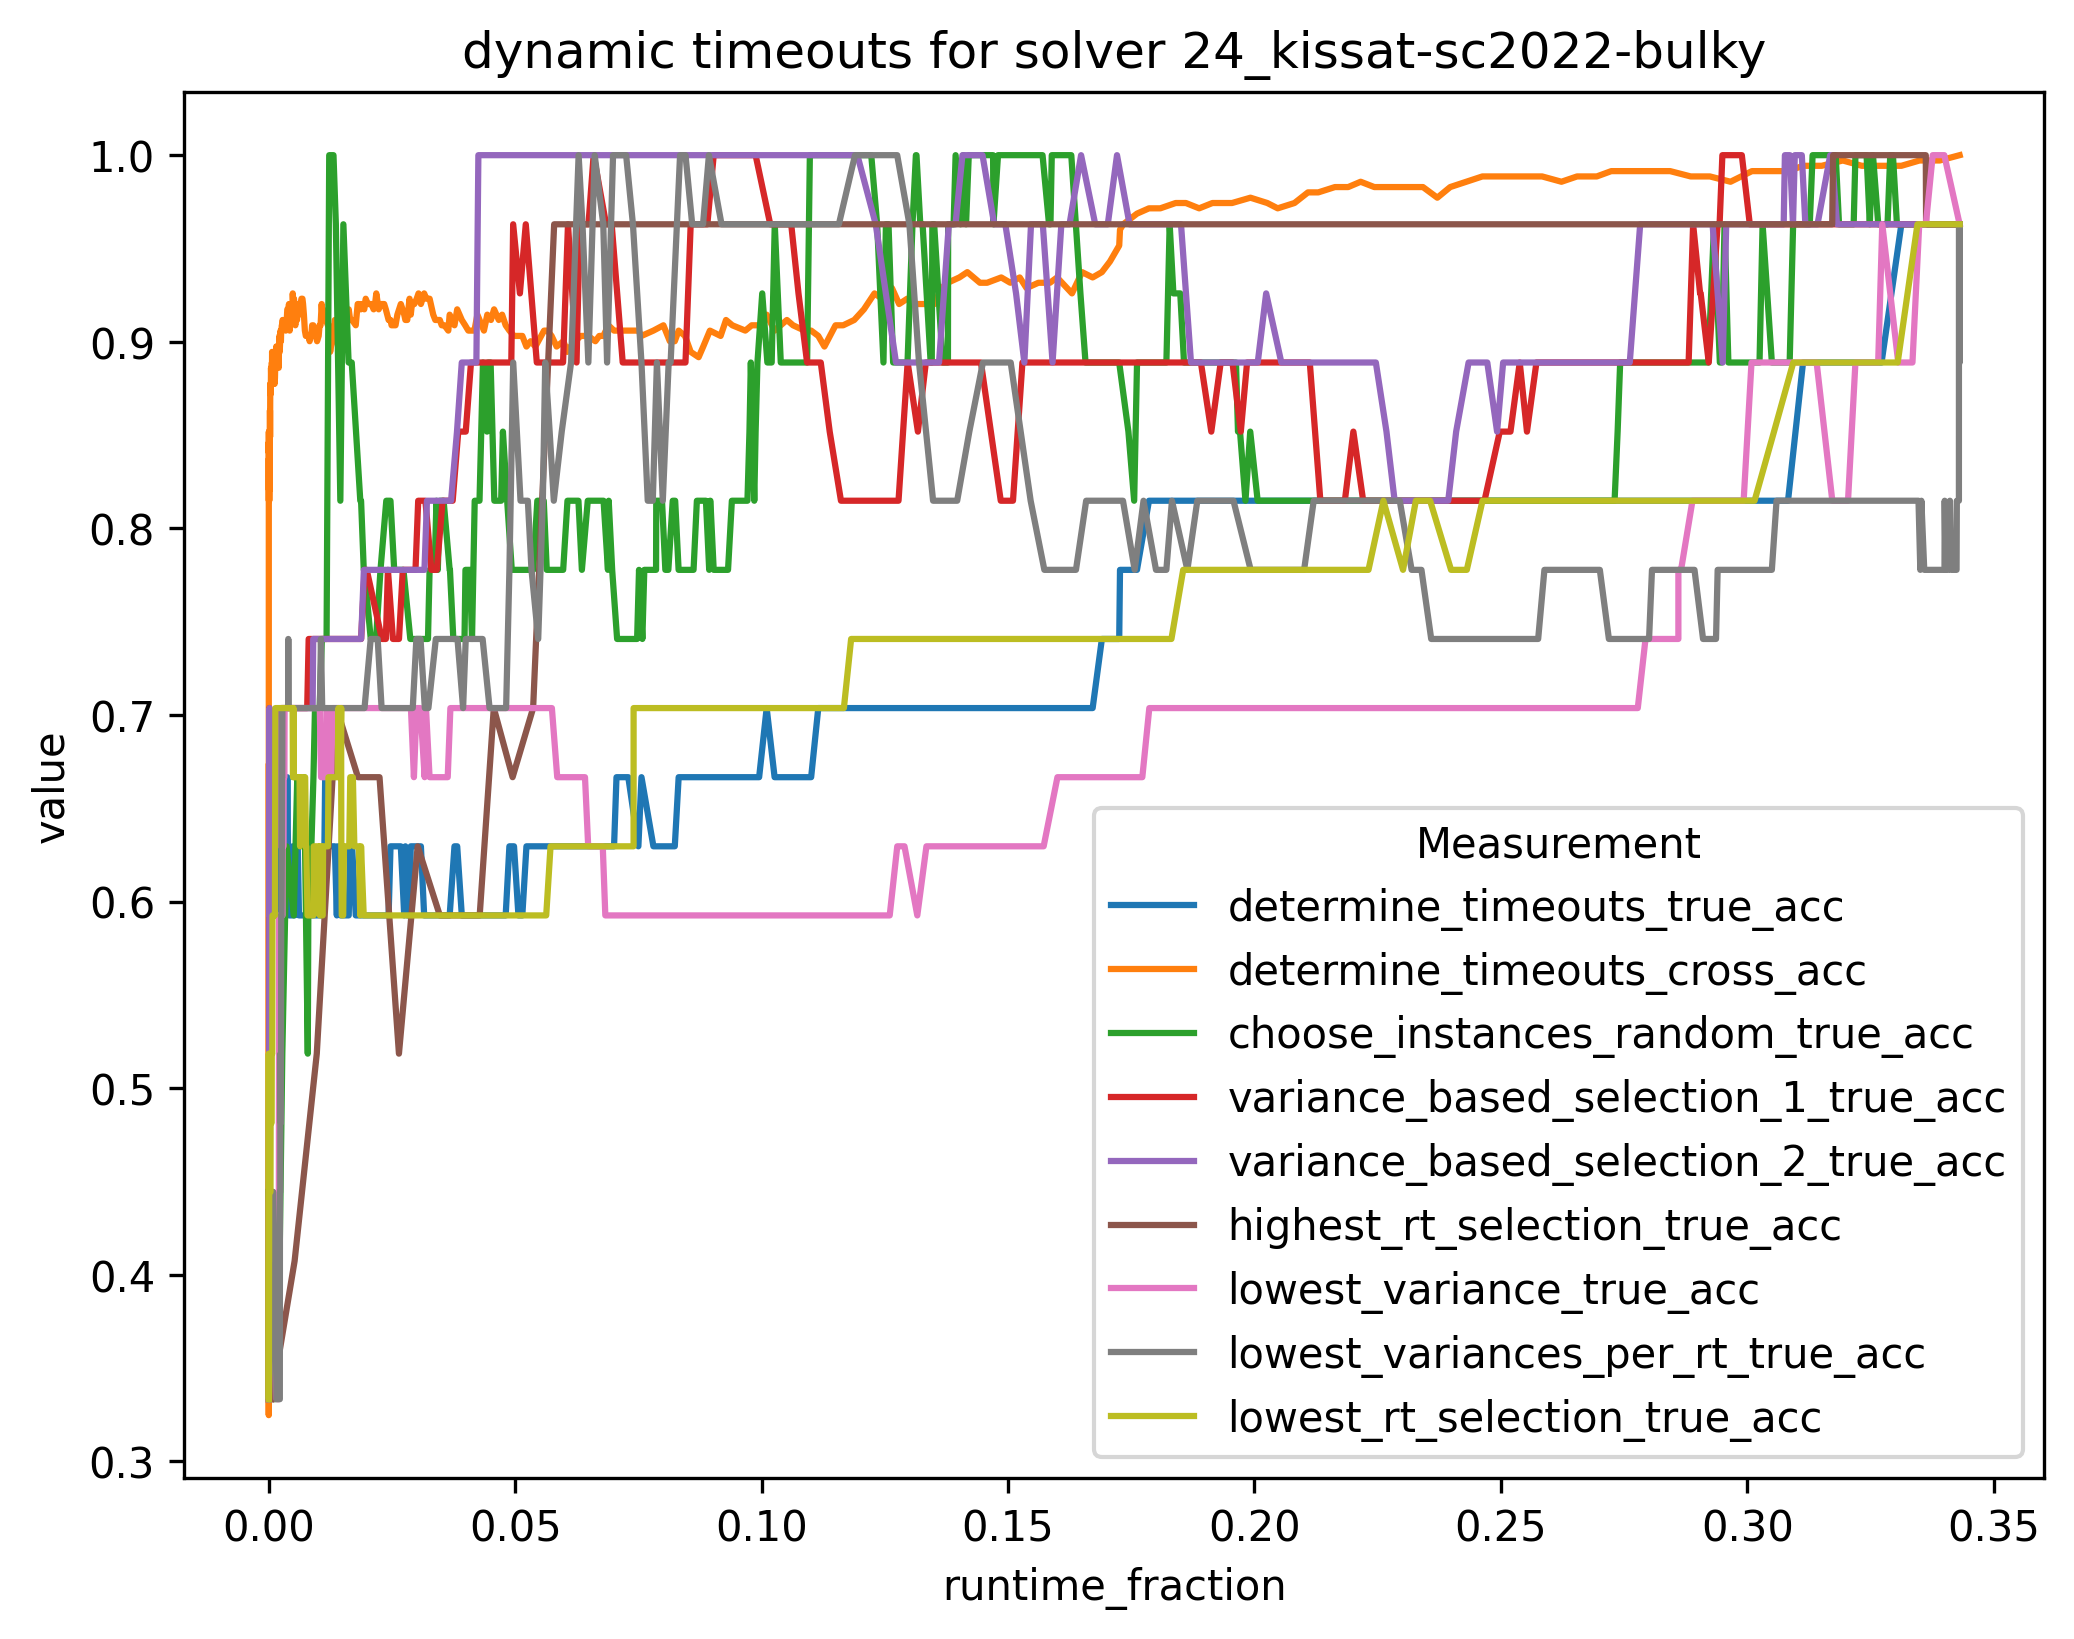 dynamic timeouts for solver 24_kissat-sc2022-bulky
value
1.0
0.9
0.8
0.7
0.6
0.5
0.4
0.3
Measurement
determine_timeouts_true_acc
determine_timeouts_cross_acc
choose_instances_random_true_acc
variance_based_selection_1_true_acc
variance_based_selection_2_true_acc
highest_rt_selection_true_acc
lowest_variance_true_acc
lowest_variances_per_rt_true_acc
lowest_rt_selection_true_acc
0.00 0.05 0.10 0.15 0.20 0.25 0.30 0.35
runtime_fraction